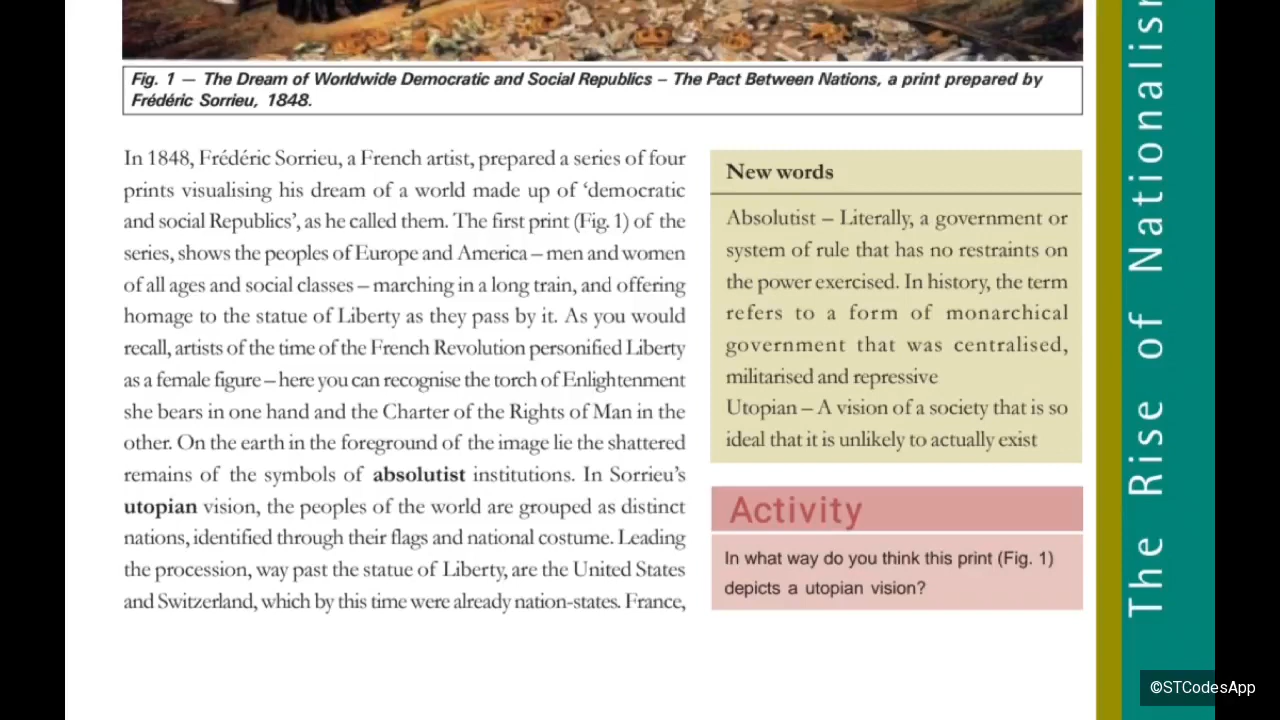 Fig. 1 — The Dream of Worldwide Democratic and Social Republics – The Pact Between Nations, a print prepared by
Frédéric Sorrieu, 1848.
In 1848, Frédéric Sorrieu, a French artist, prepared a series of four
prints visualising his dream of a world made up of ‘democratic
and social Republics’, as he called them. The first print (Fig. 1) of the
series, shows the peoples of Europe and America – men and women
of all ages and social classes – marching in a long train, and offering
homage to the statue of Liberty as they pass by it. As you would
recall, artists of the time of the French Revolution personified Liberty
as a female figure – here you can recognise the torch of Enlightenment
she bears in one hand and the Charter of the Rights of Man in the
other. On the earth in the foreground of the image lie the shattered
remains of the symbols of absolutist institutions. In Sorrieu’s
utopian vision, the peoples of the world are grouped as distinct
nations, identified through their flags and national costume. Leading
the procession, way past the statue of Liberty, are the United States
and Switzerland, which by this time were already nation-states. France,
New words
Absolutist – Literally, a government or
system of rule that has no restraints on
the power exercised. In history, the term
refers to a form of monarchical
government that was centralised,
militarised and repressive
Utopian – A vision of a society that is so
ideal that it is unlikely to actually exist
Activity
In what way do you think this print (Fig. 1)
depicts a utopian vision?
The Rise of Nationalism
©STCodesApp